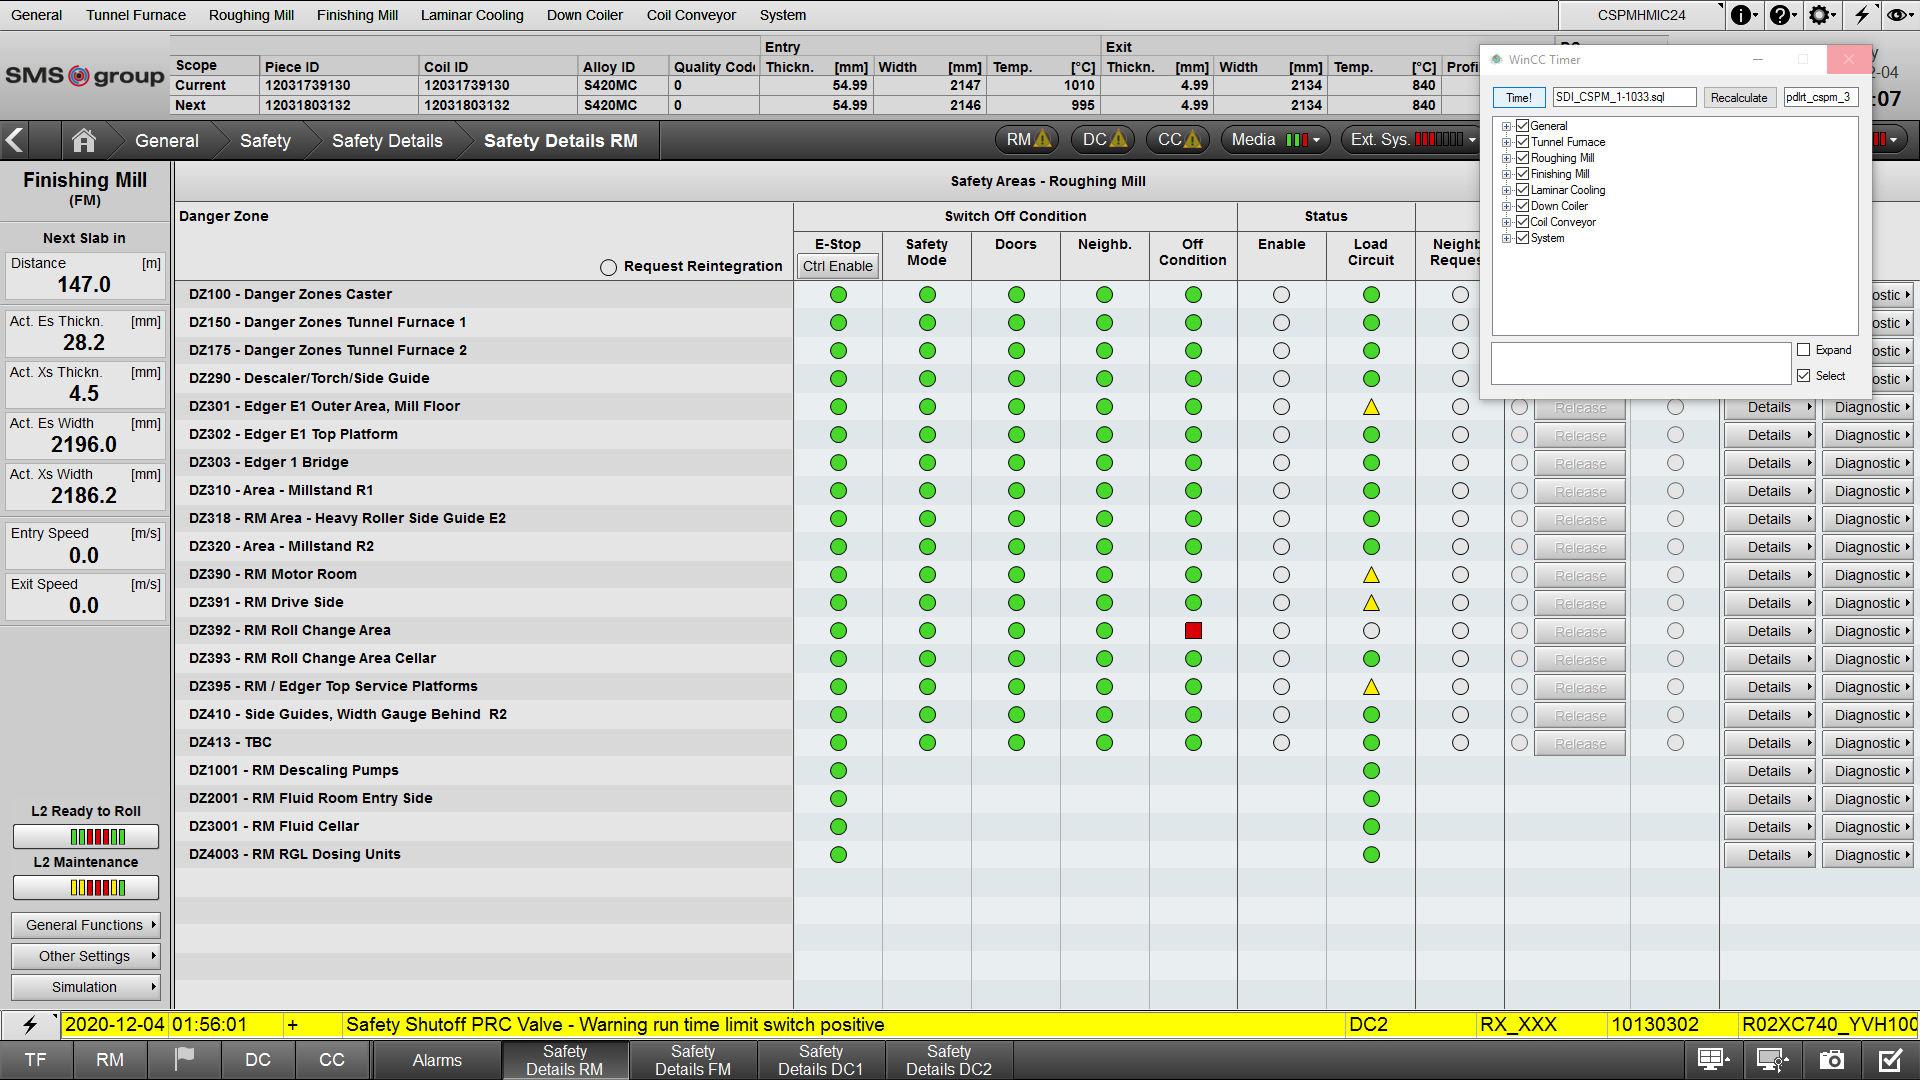 General Tunnel Furnace Roughing Mill Finishing Mill Laminar Cooling Down Coiler Coil Conveyor System CSPMHMIC24
SMS group
Entry Exit
Scope Piece ID Coil ID Alloy ID Quality Code Thickn. [mm] Width [mm] Temp. [°C] Thickn. [mm] Width [mm] Temp. [°C] Profi
Current 12031739130 12031739130 S420MC 0 54.99 2147 1010 4.99 2134 840
Next 12031803132 12031803132 S420MC 0 54.99 2146 995 4.99 2134 840
-04
:07
General Safety Safety Details Safety Details RM RM DC CC Media Ext. Sys.
WinCC Timer
Time! SDI_CSPM_1-1033.sql Recalculate pdlrt_cspm_3
General
Tunnel Furnace
Roughing Mill
Finishing Mill
Laminar Cooling
Down Coiler
Coil Conveyor
System
Expand
Select
Finishing Mill
(FM)
Next Slab in
Distance [m]
147.0
Act. Es Thickn. [mm]
28.2
Act. Xs Thickn. [mm]
4.5
Act. Es Width [mm]
2196.0
Act. Xs Width [mm]
2186.2
Entry Speed [m/s]
0.0
Exit Speed [m/s]
0.0
L2 Ready to Roll
L2 Maintenance
General Functions
Other Settings
Simulation
Safety Areas - Roughing Mill
Danger Zone Switch Off Condition Status
Request Reintegration
E-Stop Safety Mode Doors Neighb. Off Condition Enable Load Circuit Neighb Reques
Ctrl Enable
DZ100 - Danger Zones Caster ostic
DZ150 - Danger Zones Tunnel Furnace 1 ostic
DZ175 - Danger Zones Tunnel Furnace 2 ostic
DZ290 - Descaler/Torch/Side Guide ostic
DZ301 - Edger E1 Outer Area, Mill Floor Release Details Diagnostic
DZ302 - Edger E1 Top Platform Release Details Diagnostic
DZ303 - Edger 1 Bridge Release Details Diagnostic
DZ310 - Area - Millstand R1 Release Details Diagnostic
DZ318 - RM Area - Heavy Roller Side Guide E2 Release Details Diagnostic
DZ320 - Area - Millstand R2 Release Details Diagnostic
DZ390 - RM Motor Room Release Details Diagnostic
DZ391 - RM Drive Side Release Details Diagnostic
DZ392 - RM Roll Change Area Release Details Diagnostic
DZ393 - RM Roll Change Area Cellar Release Details Diagnostic
DZ395 - RM / Edger Top Service Platforms Release Details Diagnostic
DZ410 - Side Guides, Width Gauge Behind R2 Release Details Diagnostic
DZ413 - TBC Release Details Diagnostic
DZ1001 - RM Descaling Pumps Details Diagnostic
DZ2001 - RM Fluid Room Entry Side Details Diagnostic
DZ3001 - RM Fluid Cellar Details Diagnostic
DZ4003 - RM RGL Dosing Units Details Diagnostic
2020-12-04 01:56:01 + Safety Shutoff PRC Valve - Warning run time limit switch positive DC2 RX_XXX 10130302 R02XC740_YVH100
TF RM DC CC Alarms Safety Details RM Safety Details FM Safety Details DC1 Safety Details DC2